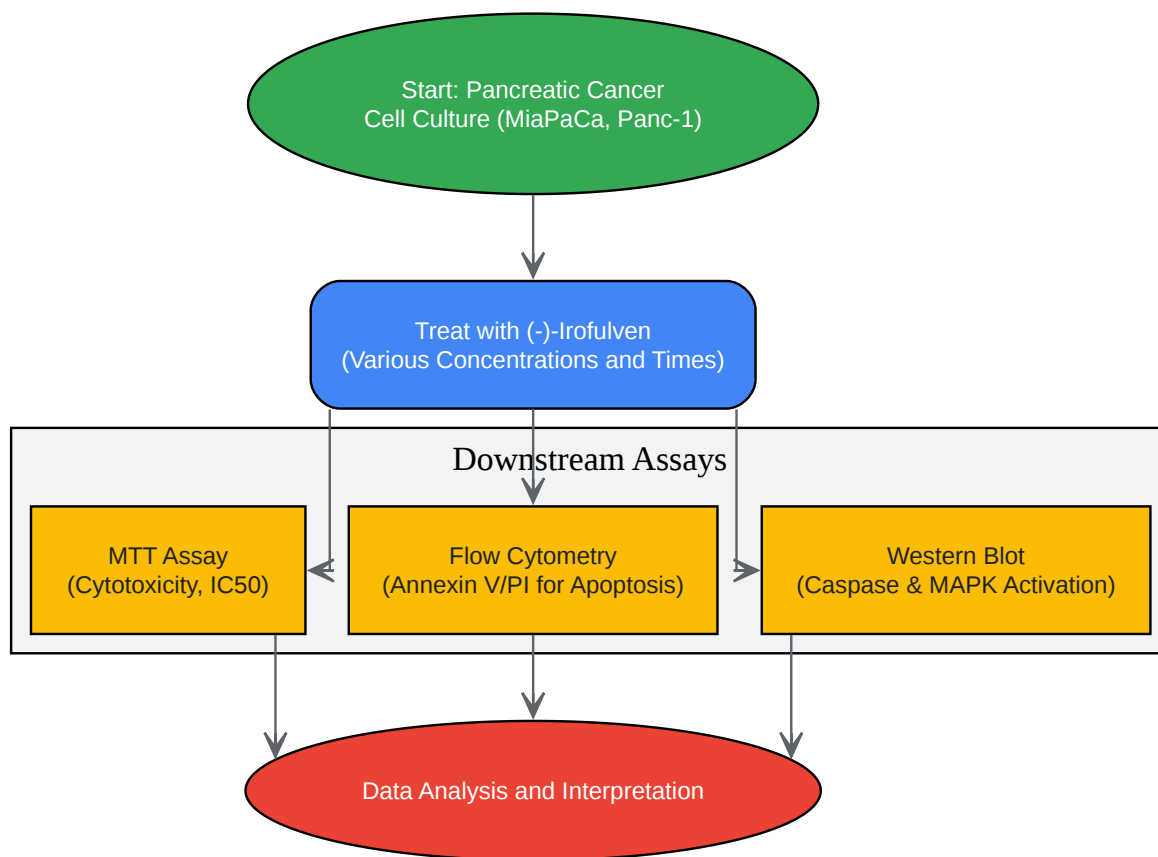 Start: Pancreatic Cancer
Cell Culture (MiaPaCa, Panc-1)
Treat with (-)-Irofulven
(Various Concentrations and Times)
Downstream Assays
MTT Assay
(Cytotoxicity, IC50)
Flow Cytometry
(Annexin V/PI for Apoptosis)
Western Blot
(Caspase & MAPK Activation)
Data Analysis and Interpretation